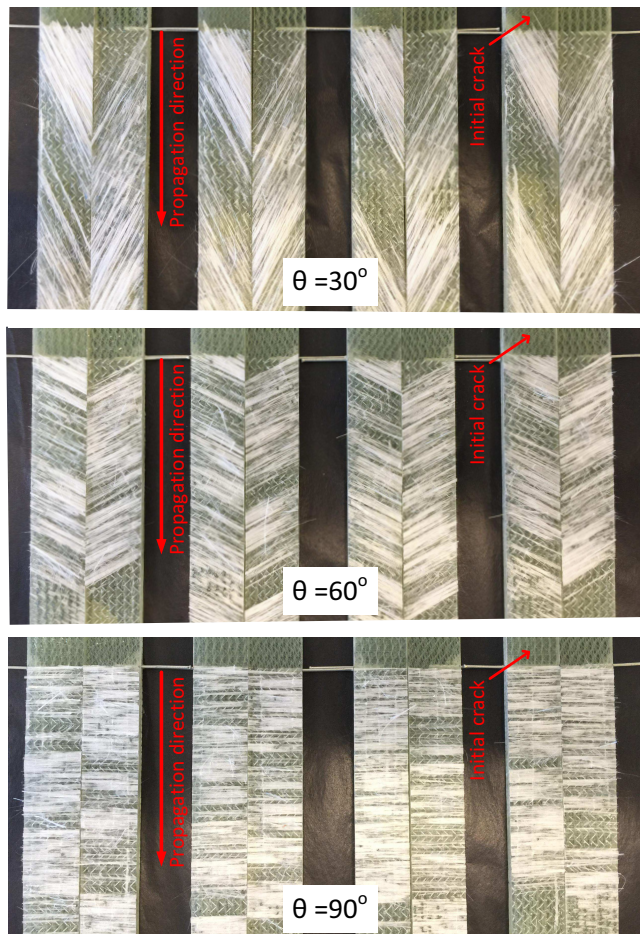 Propagation direction
Initial crack
θ =30°
Propagation direction
Initial crack
θ =60°
Propagation direction
Initial crack
θ =90°